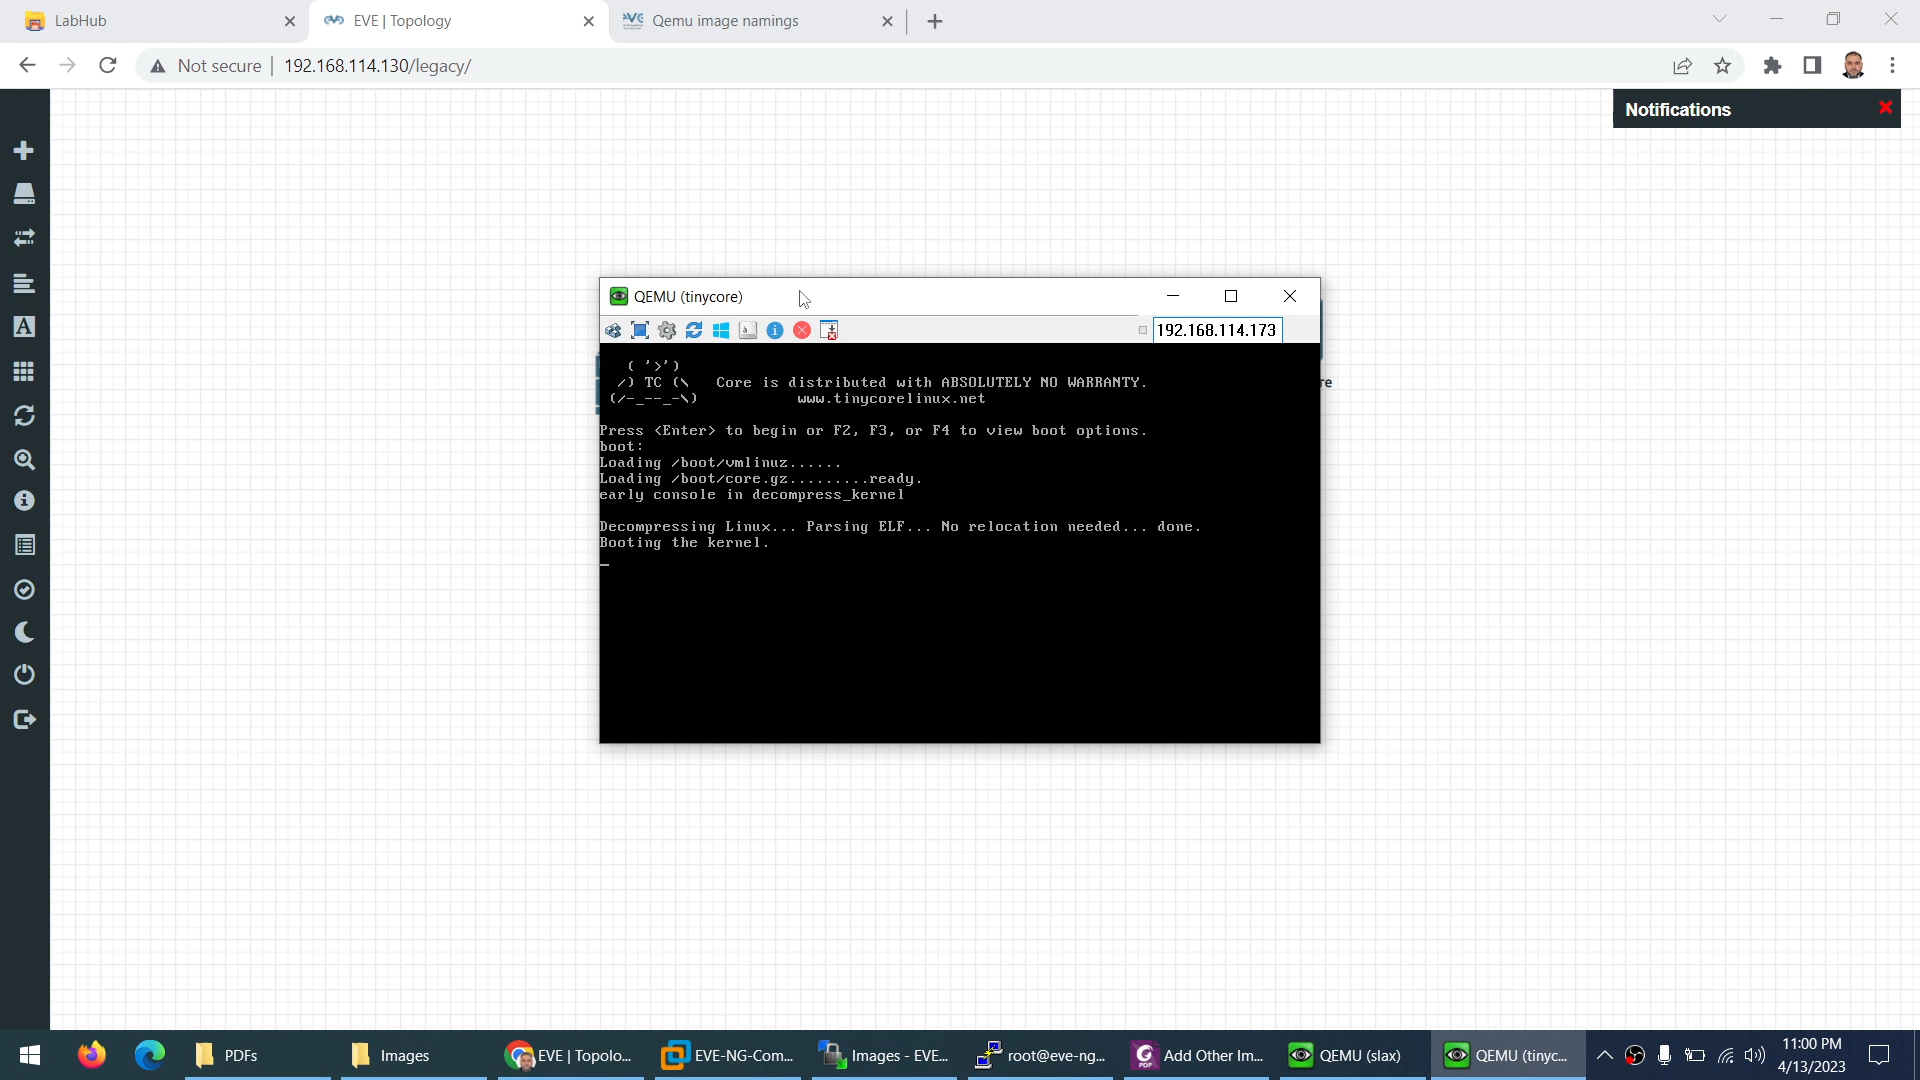 LabHub
EVE | Topology
Qemu image namings
Not secure
192.168.114.130/legacy/
Notifications
QEMU (tinycore)
192.168.114.173
( '>')
/) TC (\   Core is distributed with ABSOLUTELY NO WARRANTY.
(/-_--_-\)           www.tinycorelinux.net
Press <Enter> to begin or F2, F3, or F4 to view boot options.
boot:
Loading /boot/vmlinuz......
Loading /boot/core.gz.........ready.
early console in decompress_kernel
Decompressing Linux... Parsing ELF... No relocation needed... done.
Booting the kernel.
re
PDFs
Images
EVE | Topolo...
EVE-NG-Com...
Images - EVE...
root@eve-ng...
Add Other Im...
QEMU (slax)
QEMU (tinyc...
11:00 PM
4/13/2023